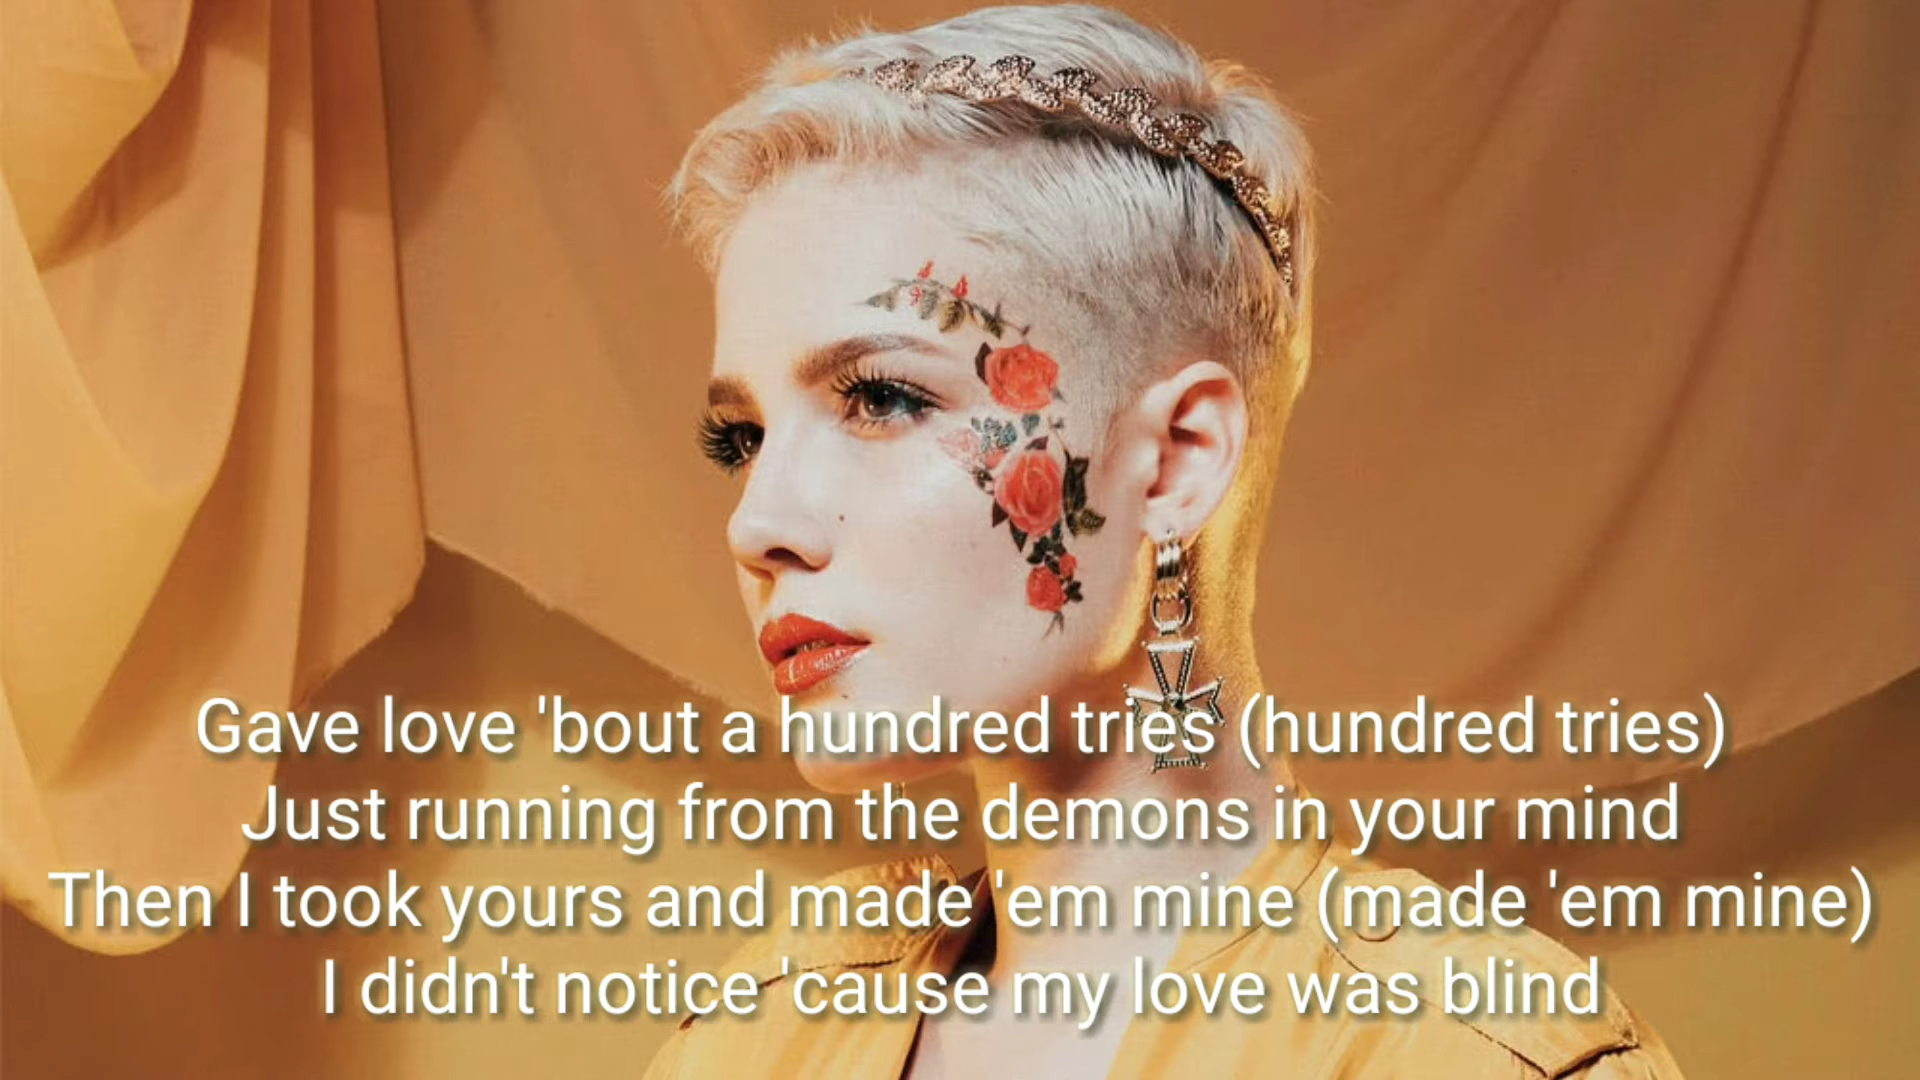 Gave love 'bout a hundred tries (hundred tries)
Just running from the demons in your mind
Then I took yours and made 'em mine (made 'em mine)
I didn't notice 'cause my love was blind